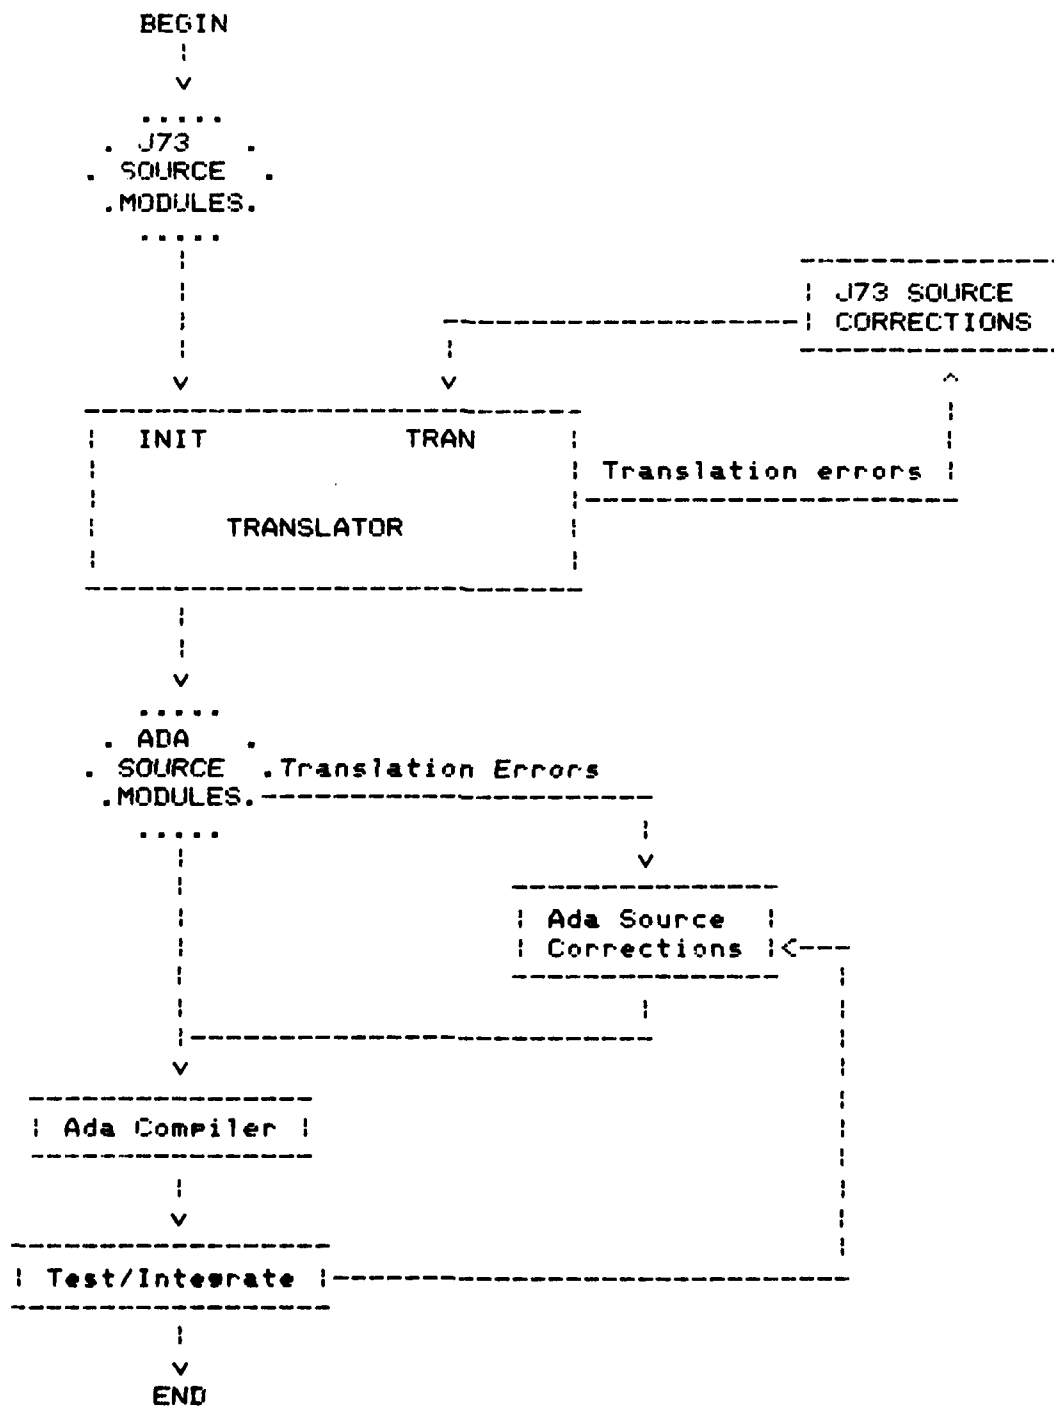 BEGIN
J73
SOURCE
MODULES
J73 SOURCE
CORRECTIONS
INIT TRAN
Translation errors
TRANSLATOR
ADA
SOURCE Translation Errors
MODULES
Ada Source
Corrections
Ada Compiler
Test/Integrate
END